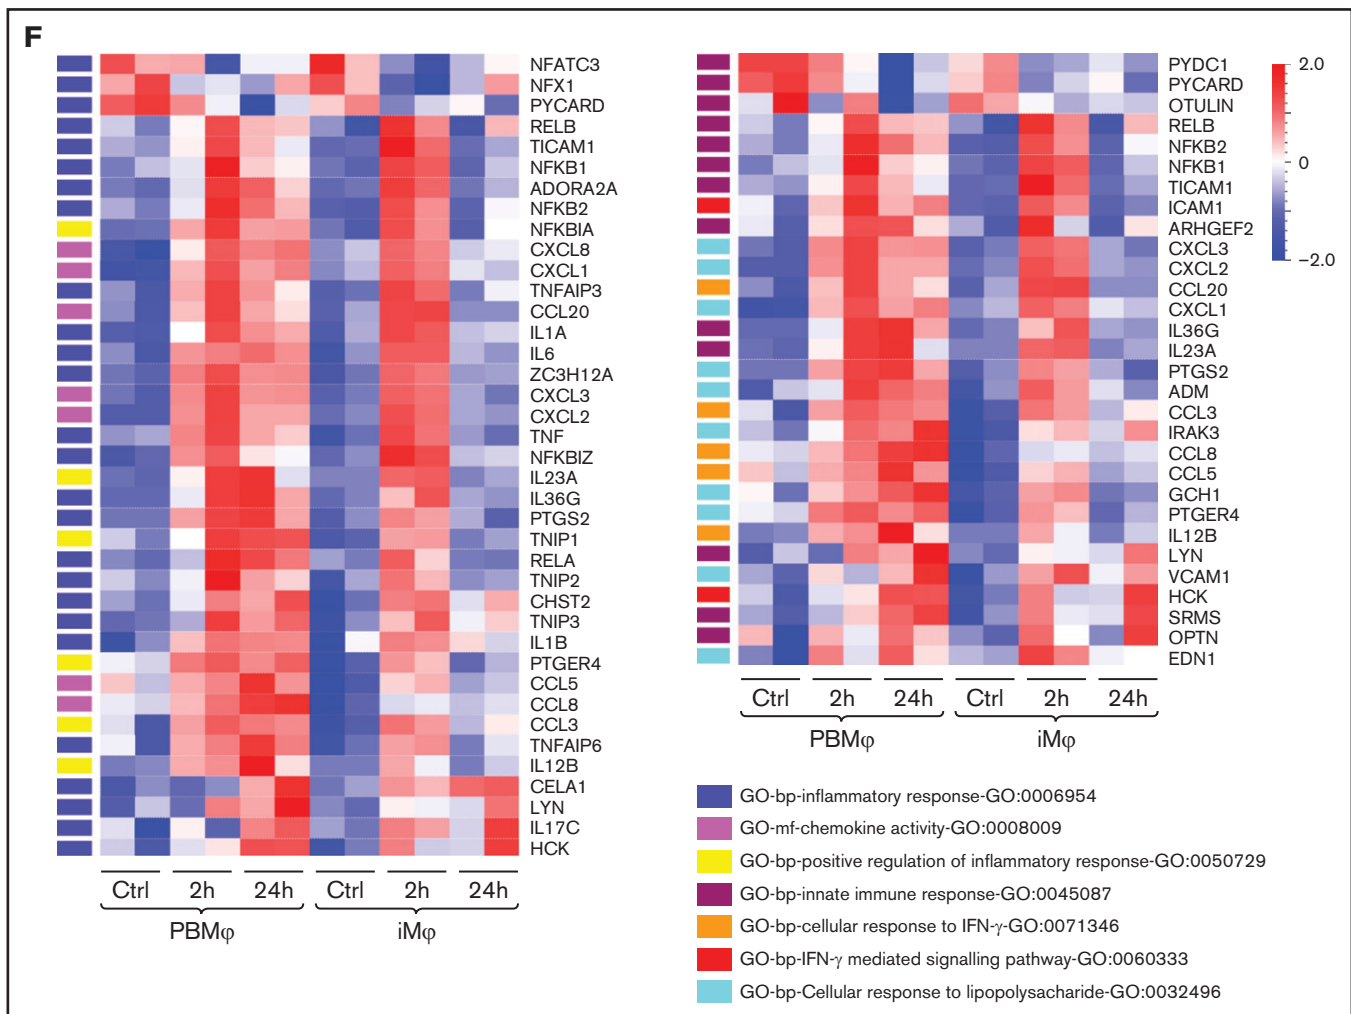 F
NFATC3
NFX1
PYCARD
RELB
TICAM1
NFKB1
ADORA2A
NFKB2
NFKBIA
CXCL8
CXCL1
TNFAIP3
CCL20
IL1A
IL6
ZC3H12A
CXCL3
CXCL2
TNF
NFKBIZ
IL23A
IL36G
PTGS2
TNIP1
RELA
TNIP2
CHST2
TNIP3
IL1B
PTGER4
CCL5
CCL8
CCL3
TNFAIP6
IL12B
CELA1
LYN
IL17C
HCK
Ctrl 2h 24h Ctrl 2h 24h
PBMφ iMφ
PYDC1
PYCARD
OTULIN
RELB
NFKB2
NFKB1
TICAM1
ICAM1
ARHGEF2
CXCL3
CXCL2
CCL20
CXCL1
IL36G
IL23A
PTGS2
ADM
CCL3
IRAK3
CCL8
CCL5
GCH1
PTGER4
IL12B
LYN
VCAM1
HCK
SRMS
OPTN
EDN1
Ctrl 2h 24h Ctrl 2h 24h
PBMφ iMφ
2.0
0
−2.0
GO-bp-inflammatory response-GO:0006954
GO-mf-chemokine activity-GO:0008009
GO-bp-positive regulation of inflammatory response-GO:0050729
GO-bp-innate immune response-GO:0045087
GO-bp-cellular response to IFN-γ-GO:0071346
GO-bp-IFN-γ mediated signalling pathway-GO:0060333
GO-bp-Cellular response to lipopolysacharide-GO:0032496